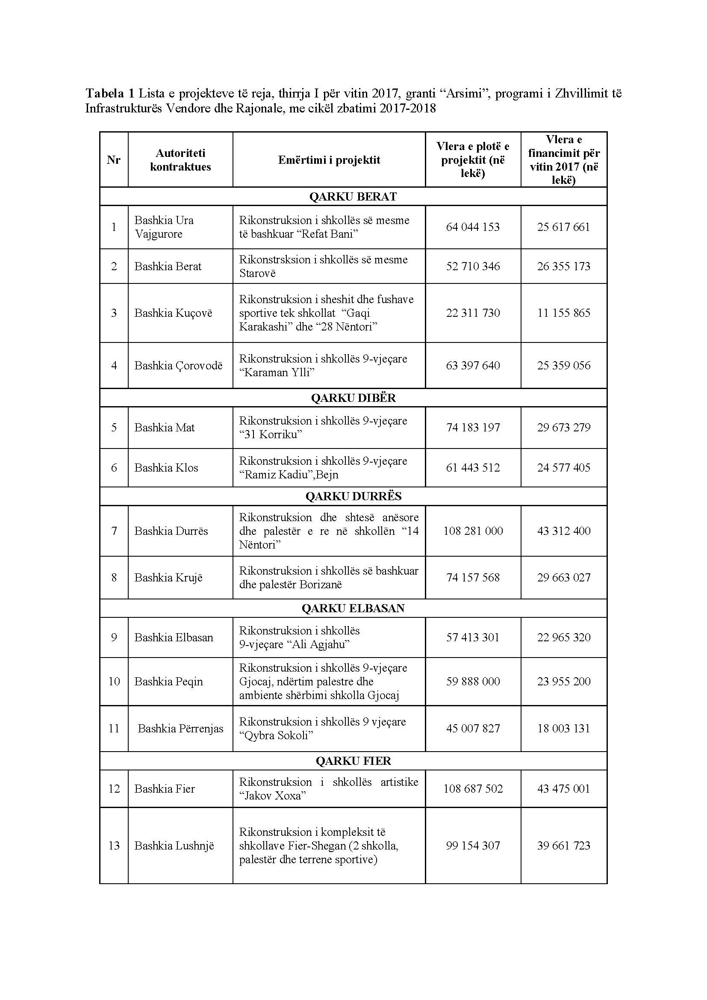 Tabela 1 Lista e projekteve të reja, thirrja I për vitin 2017, granti “Arsimi”, programi i Zhvillimit të
Infrastrukturës Vendore dhe Rajonale, me cikël zbatimi 2017-2018
Nr
Autoriteti
kontraktues
Emërtimi i projektit
Vlera e plotë e
projektit (në
lekë)
Vlera e
financimit për
vitin 2017 (në
lekë)
QARKU BERAT
1
Bashkia Ura
Vajgurore
Rikonstruksion i shkollës së mesme
të bashkuar “Refat Bani”
64 044 153
25 617 661
2
Bashkia Berat
Rikonstrsksion i shkollës së mesme
Starovë
52 710 346
26 355 173
3
Bashkia Kuçovë
Rikonstruksion i sheshit dhe fushave
sportive tek shkollat “Gaqi
Karakashi” dhe “28 Nëntori”
22 311 730
11 155 865
4
Bashkia Çorovodë
Rikonstruksion i shkollës 9-vjeçare
“Karaman Ylli”
63 397 640
25 359 056
QARKU DIBËR
5
Bashkia Mat
Rikonstruksion i shkollës 9-vjeçare
“31 Korriku”
74 183 197
29 673 279
6
Bashkia Klos
Rikonstruksion i shkollës 9-vjeçare
“Ramiz Kadiu”,Bejn
61 443 512
24 577 405
QARKU DURRËS
7
Bashkia Durrës
Rikonstruksion dhe shtesë anësore
dhe palestër e re në shkollën “14
Nëntori”
108 281 000
43 312 400
8
Bashkia Krujë
Rikonstruksion i shkollës së bashkuar
dhe palestër Borizanë
74 157 568
29 663 027
QARKU ELBASAN
9
Bashkia Elbasan
Rikonstruksion i shkollës
9-vjeçare “Ali Agjahu”
57 413 301
22 965 320
10
Bashkia Peqin
Rikonstruksion i shkollës 9-vjeçare
Gjocaj, ndërtim palestre dhe
ambiente shërbimi shkolla Gjocaj
59 888 000
23 955 200
11
Bashkia Përrenjas
Rikonstruksion i shkollës 9 vjeçare
“Qybra Sokoli”
45 007 827
18 003 131
QARKU FIER
12
Bashkia Fier
Rikonstruksion i shkollës artistike
“Jakov Xoxa”
108 687 502
43 475 001
13
Bashkia Lushnjë
Rikonstruksion i kompleksit të
shkollave Fier-Shegan (2 shkolla,
palestër dhe terrene sportive)
99 154 307
39 661 723